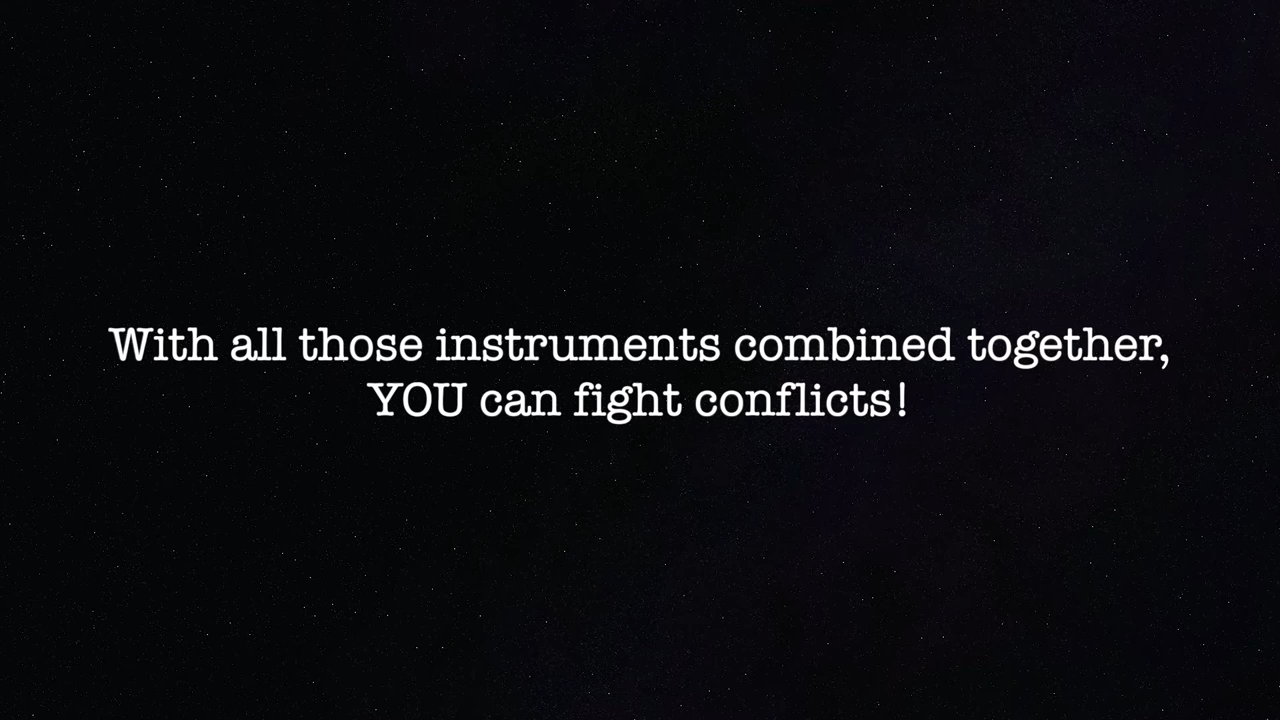 With all those instruments combined together,
YOU can fight conflicts!